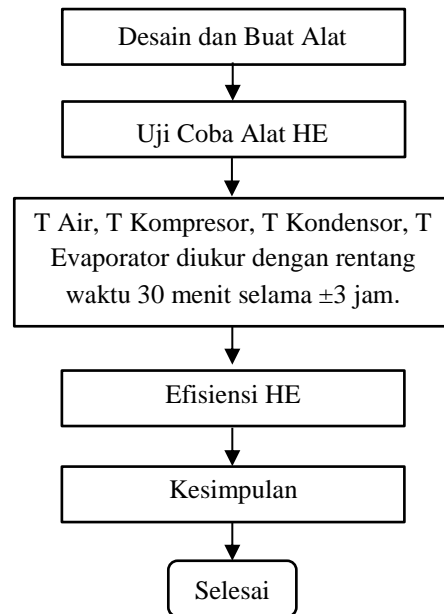 Desain dan Buat Alat
Uji Coba Alat HE
T Air, T Kompresor, T Kondensor, T
Evaporator diukur dengan rentang
waktu 30 menit selama ±3 jam.
Efisiensi HE
Kesimpulan
Selesai